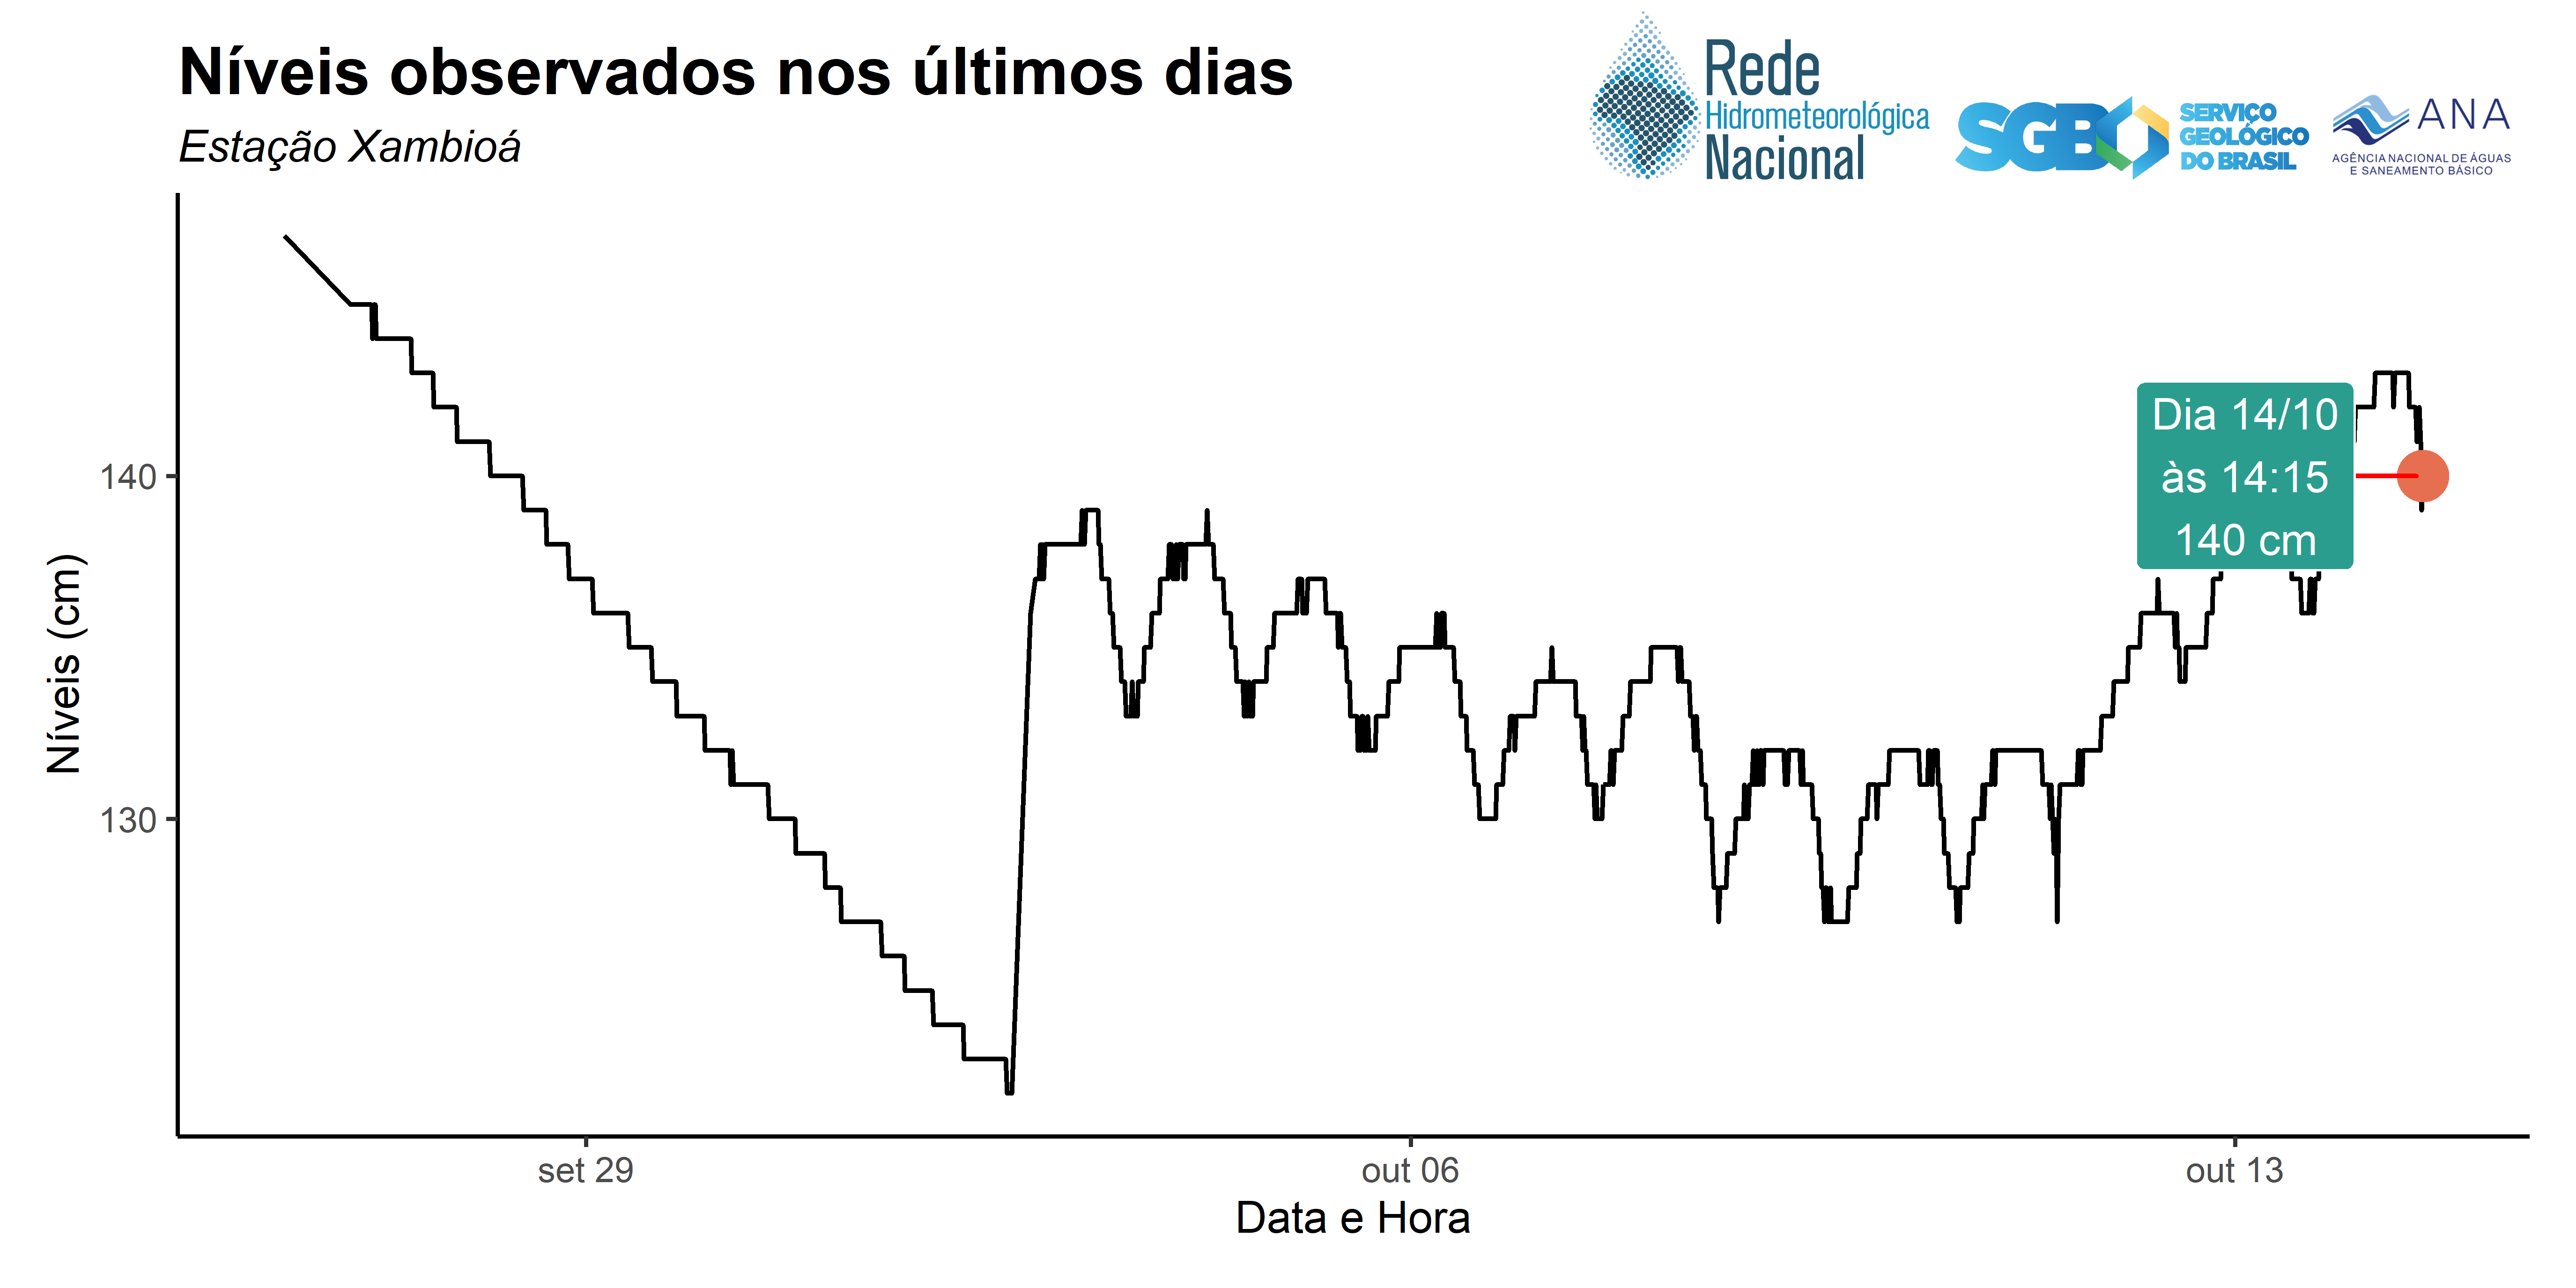 Níveis observados nos últimos dias
Estação Xambioá
Rede
Hidrometeorológica
Nacional
SGB
SERVIÇO
GEOLÓGICO
DO BRASIL
ANA
AGÊNCIA NACIONAL DE ÁGUAS
E SANEAMENTO BÁSICO
Níveis (cm)
140
130
Dia 14/10
às 14:15
140 cm
set 29
out 06
out 13
Data e Hora